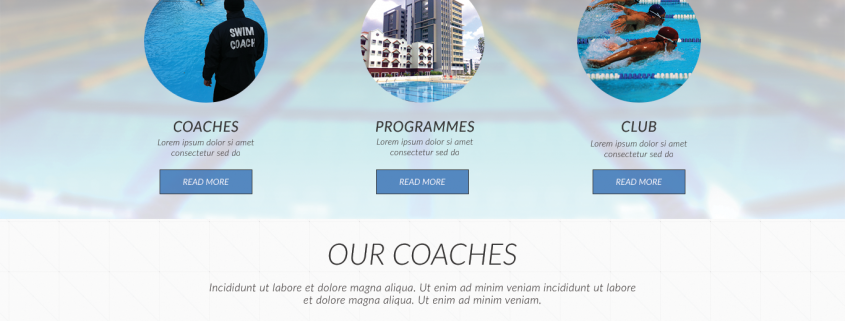 SWIM
COACH
COACHES
Lorem ipsum dolor si amet
consectetur sed do
READ MORE
PROGRAMMES
Lorem ipsum dolor si amet
consectetur sed do
READ MORE
CLUB
Lorem ipsum dolor si amet
consectetur sed do
READ MORE
OUR COACHES
Incididunt ut labore et dolore magna aliqua. Ut enim ad minim veniam incididunt ut labore
et dolore magna aliqua. Ut enim ad minim veniam.